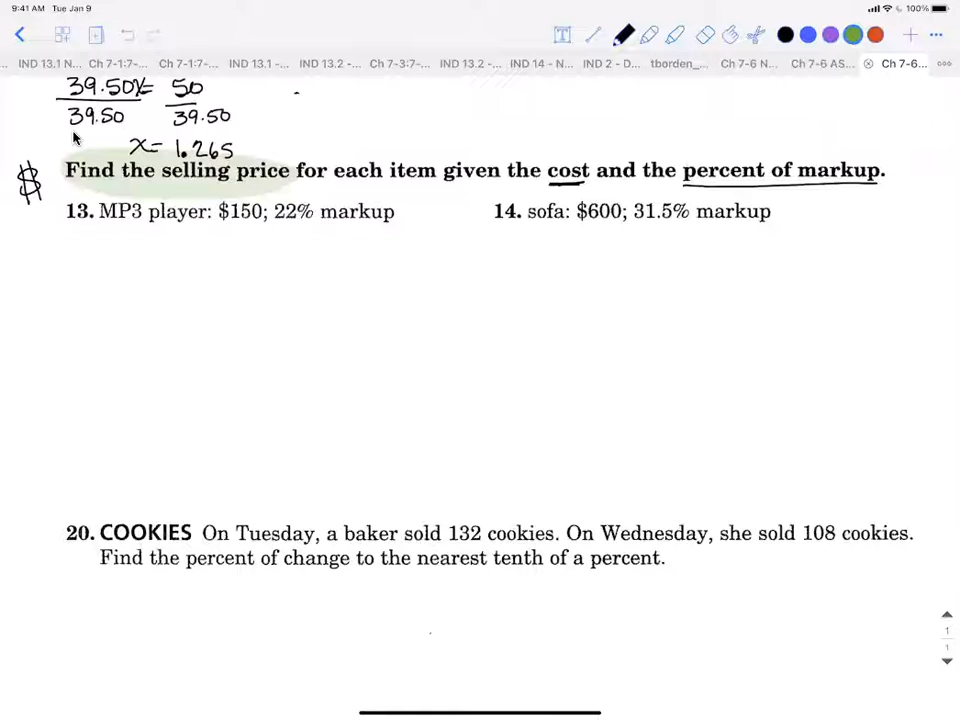 9:41 AM Tue Jan 9
100%
IND 13.1 N... Ch 7-1:7-... Ch 7-1:7-... IND 13.1 -... IND 13.2 -... Ch 7-3:7-... IND 13.2 -... IND 14 - N... IND 2 - D... tborden_... Ch 7-6 N... Ch 7-6 AS... Ch 7-6...
39.50x = 50
39.50 39.50
x = 1.265
$ Find the selling price for each item given the cost and the percent of markup.
13. MP3 player: $150; 22% markup 14. sofa: $600; 31.5% markup
20. COOKIES On Tuesday, a baker sold 132 cookies. On Wednesday, she sold 108 cookies.
Find the percent of change to the nearest tenth of a percent.
1
1